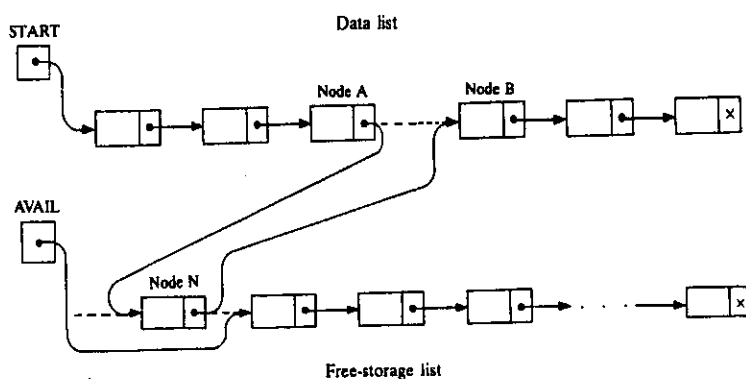 Data list
START
Node A
Node B
×
AVAIL
Node N
×
Free-storage list